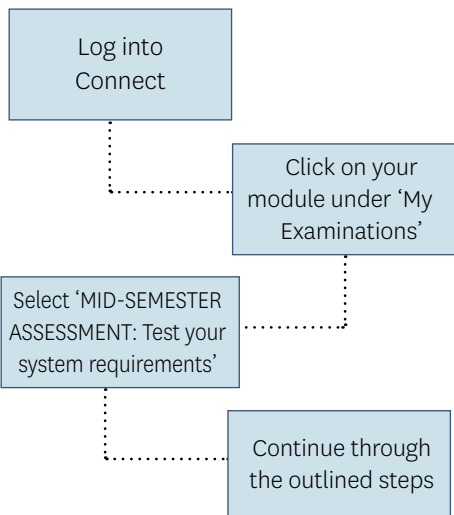 Log into
Connect
Click on your
module under ‘My
Examinations’
Select ‘MID-SEMESTER
ASSESSMENT: Test your
system requirements’
Continue through
the outlined steps